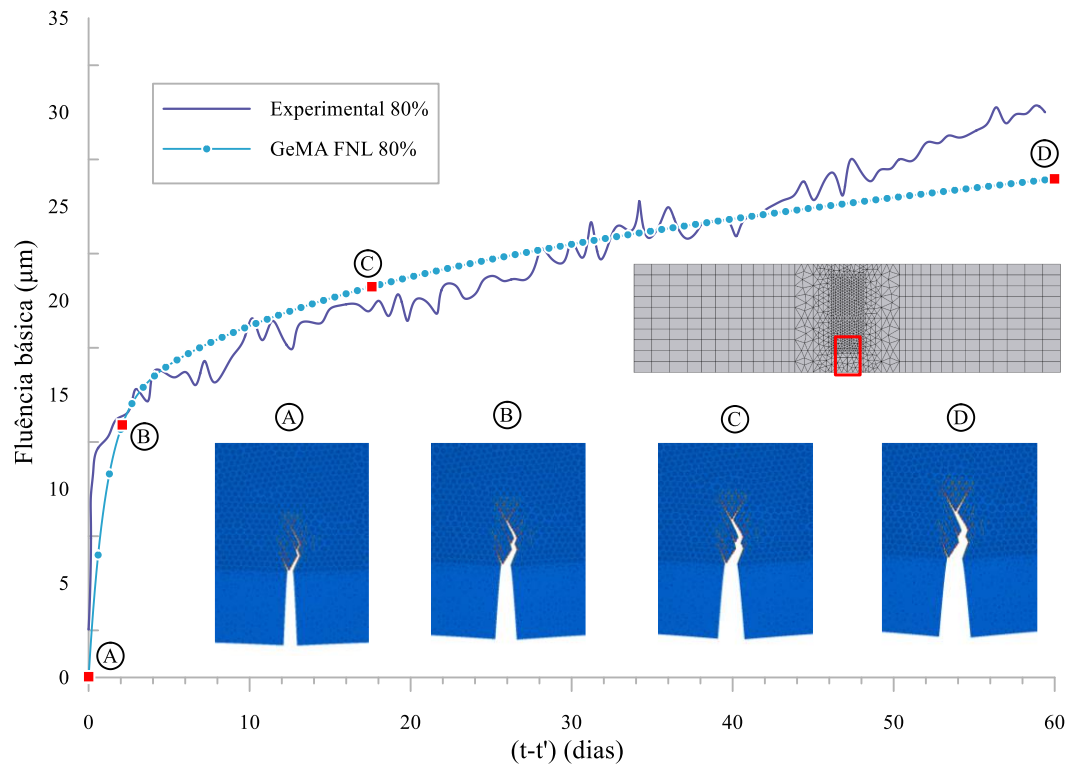 35
30
25
20
15
10
5
0
Fluência básica (μm)
Experimental 80%
GeMA FNL 80%
A
B
C
D
A
B
C
D
0
10
20
30
40
50
60
(t-t') (dias)